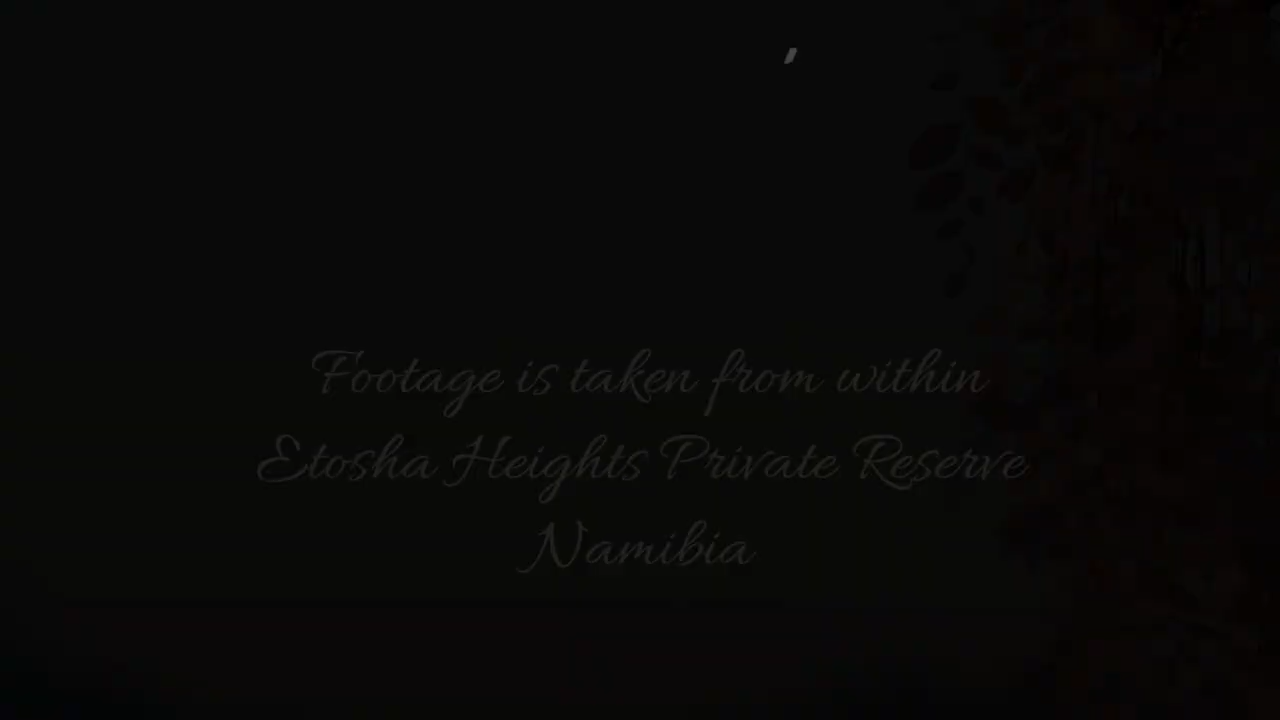 Footage is taken from within
Etosha Heights Private Reserve
Namibia